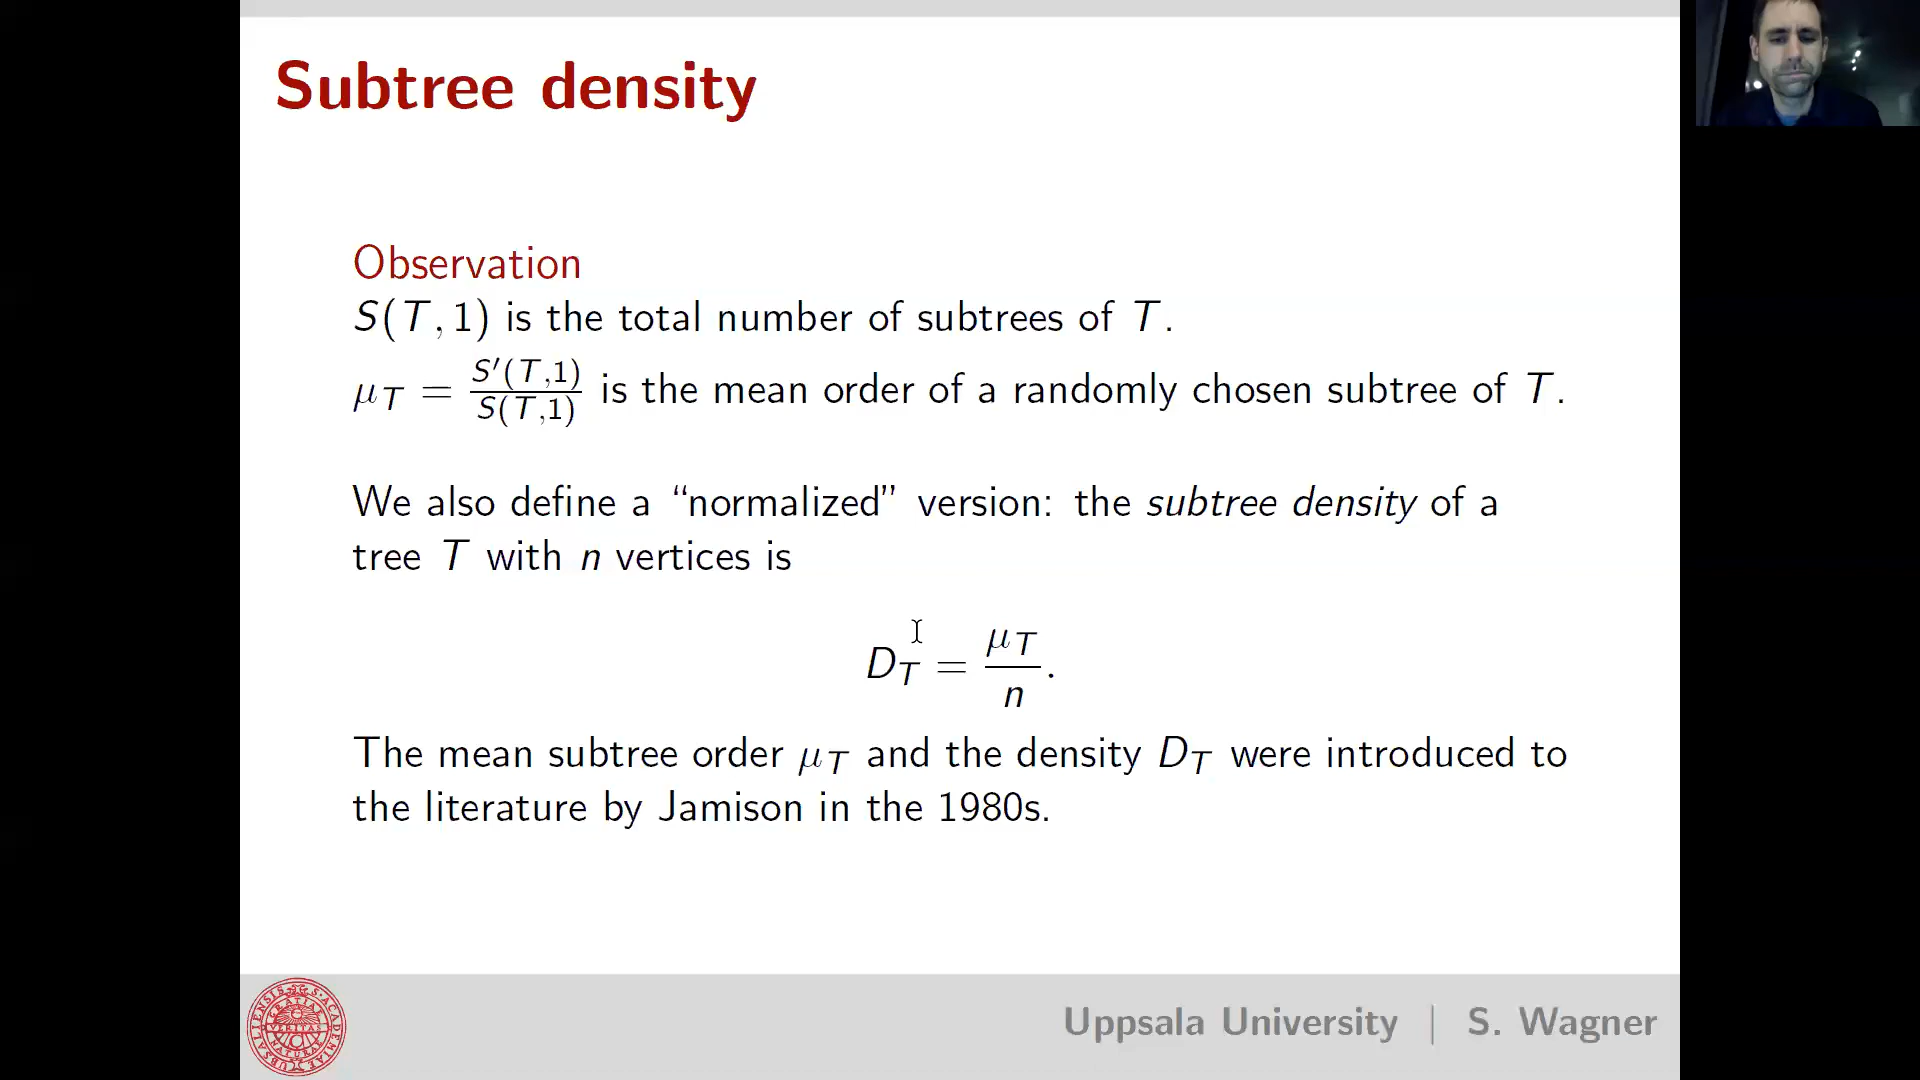 Subtree density
Observation
S(T, 1) is the total number of subtrees of T.
μ_T = S′(T,1)/S(T,1) is the mean order of a randomly chosen subtree of T.
We also define a “normalized” version: the subtree density of a
tree T with n vertices is
D_T = μ_T/n.
The mean subtree order μ_T and the density D_T were introduced to
the literature by Jamison in the 1980s.
GRATIAE
VERITAS
NATURAE
Uppsala University | S. Wagner